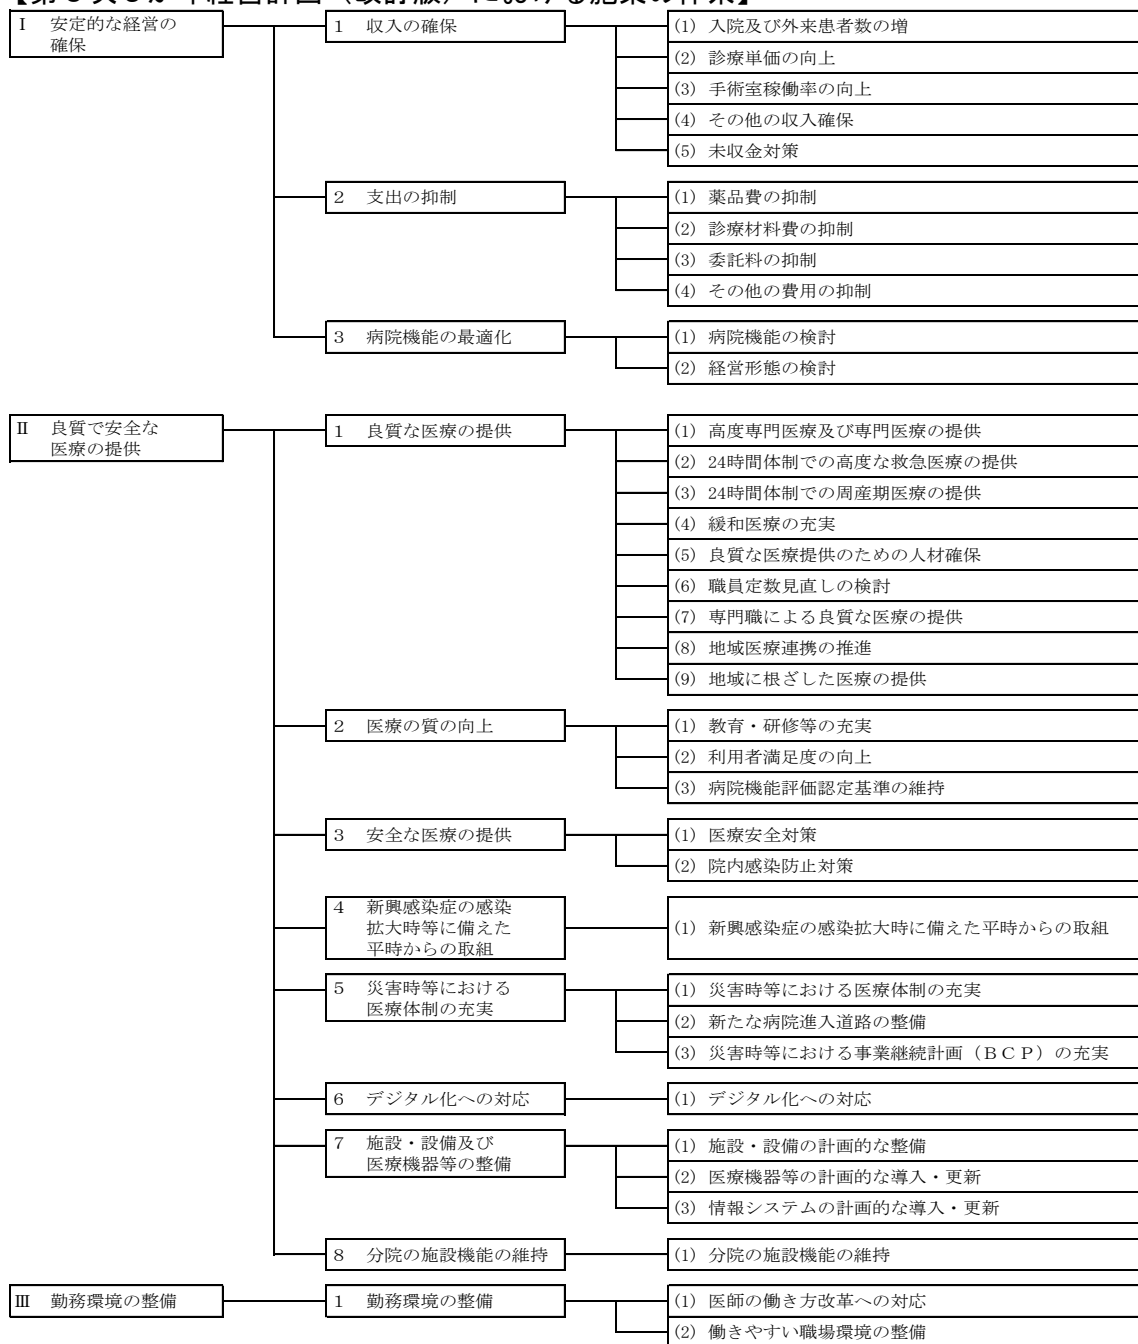 Ⅰ 安定的な経営の
確保
1 収入の確保
(1) 入院及び外来患者数の増
(2) 診療単価の向上
(3) 手術室稼働率の向上
(4) その他の収入確保
(5) 未収金対策
2 支出の抑制
(1) 薬品費の抑制
(2) 診療材料費の抑制
(3) 委託料の抑制
(4) その他の費用の抑制
3 病院機能の最適化
(1) 病院機能の検討
(2) 経営形態の検討
Ⅱ 良質で安全な
医療の提供
1 良質な医療の提供
(1) 高度専門医療及び専門医療の提供
(2) 24時間体制での高度な救急医療の提供
(3) 24時間体制での周産期医療の提供
(4) 緩和医療の充実
(5) 良質な医療提供のための人材確保
(6) 職員定数見直しの検討
(7) 専門職による良質な医療の提供
(8) 地域医療連携の推進
(9) 地域に根ざした医療の提供
2 医療の質の向上
(1) 教育・研修等の充実
(2) 利用者満足度の向上
(3) 病院機能評価認定基準の維持
3 安全な医療の提供
(1) 医療安全対策
(2) 院内感染防止対策
4 新興感染症の感染
拡大時等に備えた
平時からの取組
(1) 新興感染症の感染拡大時に備えた平時からの取組
5 災害時等における
医療体制の充実
(1) 災害時等における医療体制の充実
(2) 新たな病院進入道路の整備
(3) 災害時等における事業継続計画（ＢＣＰ）の充実
6 デジタル化への対応
(1) デジタル化への対応
7 施設・設備及び
医療機器等の整備
(1) 施設・設備の計画的な整備
(2) 医療機器等の計画的な導入・更新
(3) 情報システムの計画的な導入・更新
8 分院の施設機能の維持
(1) 分院の施設機能の維持
Ⅲ 勤務環境の整備
1 勤務環境の整備
(1) 医師の働き方改革への対応
(2) 働きやすい職場環境の整備